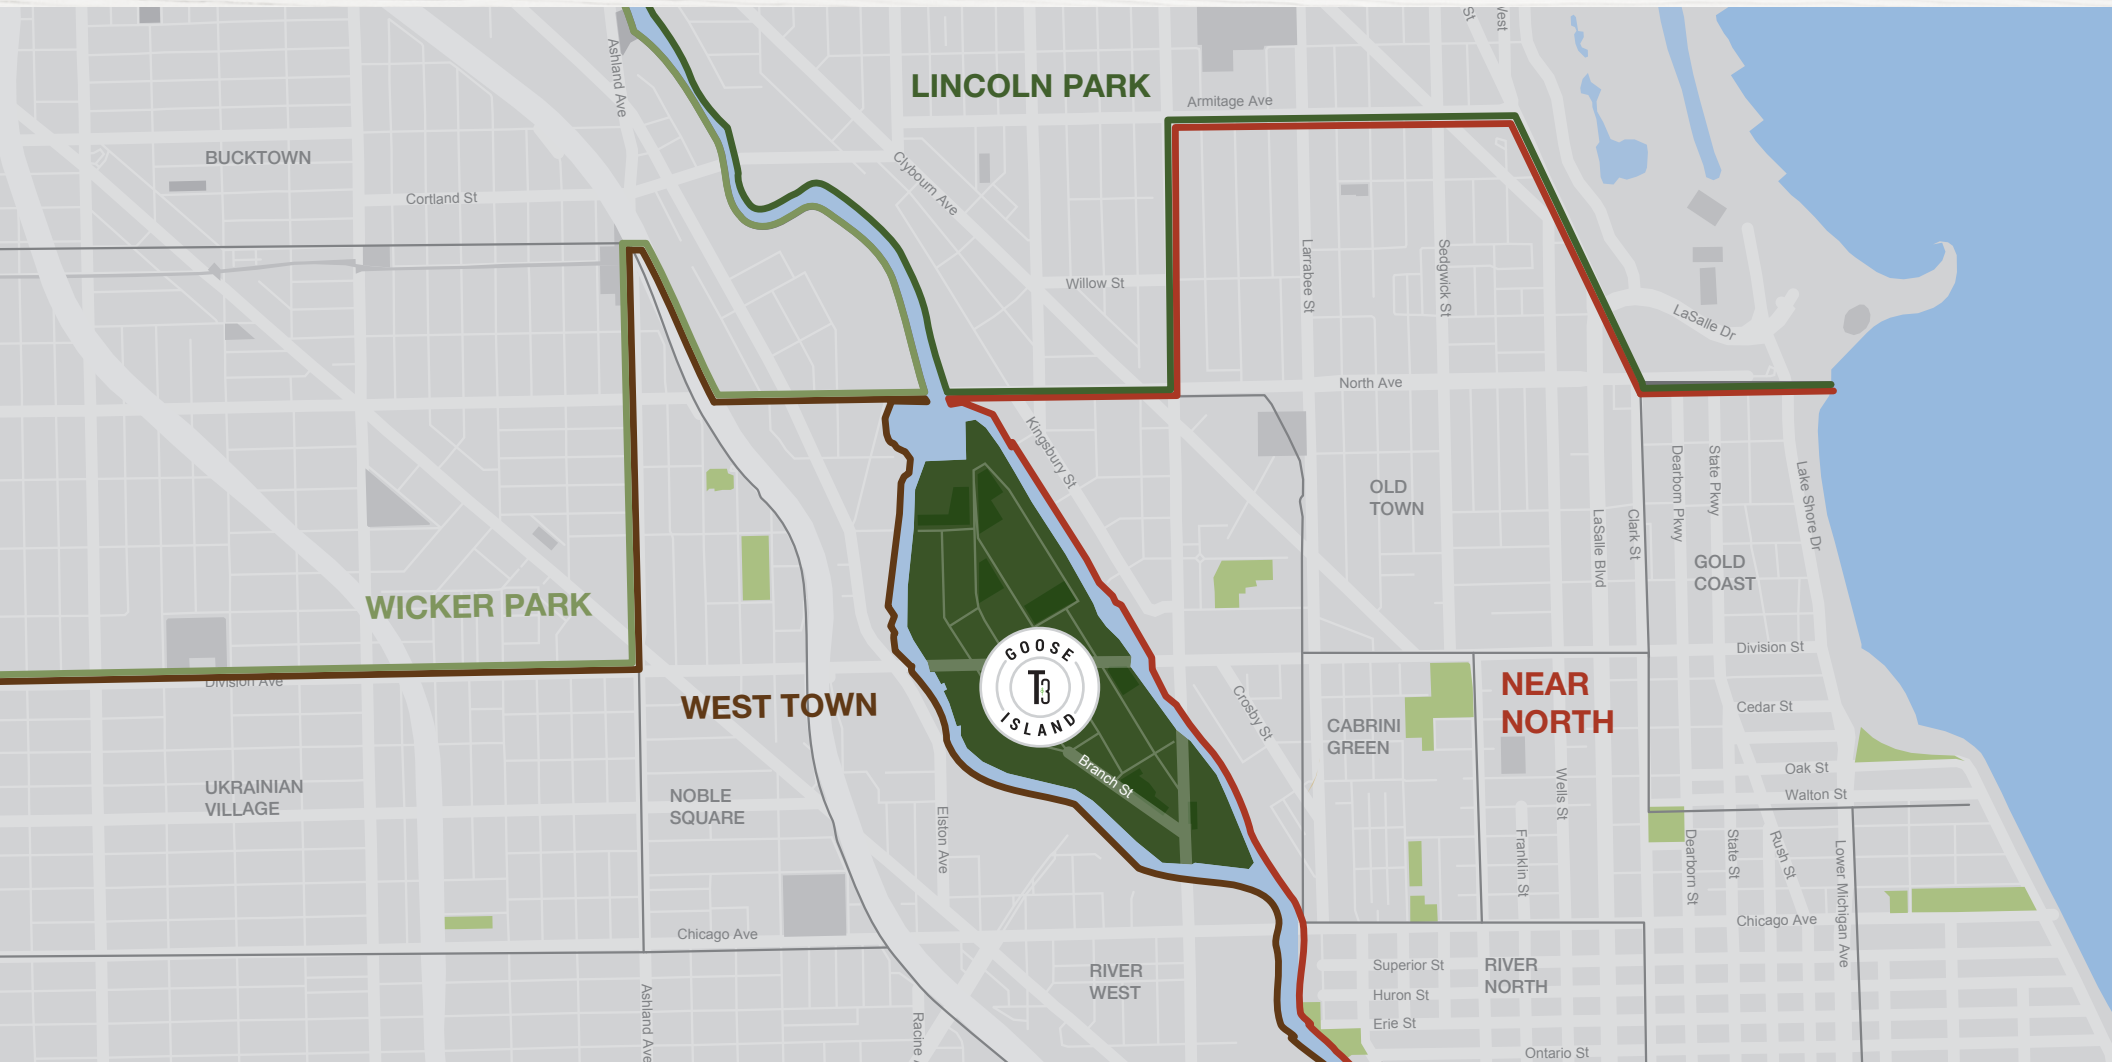 St
West
Ashland Ave
LINCOLN PARK
Armitage Ave
BUCKTOWN
Clybourn Ave
Cortland St
Larrabee St
Sedgwick St
Willow St
LaSalle Dr
North Ave
Kingsbury St
OLD
TOWN
Dearborn Pkwy
State Pkwy
Lake Shore Dr
LaSalle Blvd
Clark St
GOLD
COAST
WICKER PARK
Division Ave
GOOSE
T3
ISLAND
Division St
WEST TOWN
NEAR
NORTH
Crosby St
CABRINI
GREEN
Cedar St
Branch St
Oak St
Walton St
Wells St
UKRAINIAN
VILLAGE
NOBLE
SQUARE
Elston Ave
Franklin St
Dearborn St
State St
Rush St
Lower Michigan Ave
Chicago Ave
Chicago Ave
RIVER
WEST
Superior St
RIVER
NORTH
Huron St
Erie St
Ashland Ave
Racine
Ontario St